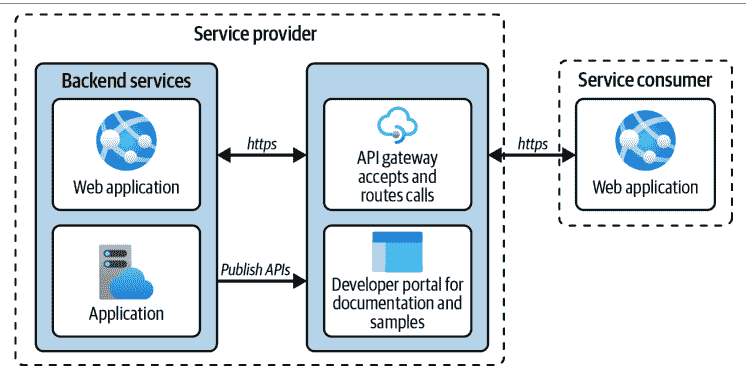 Service provider
Backend services
Web application
https
API gateway
accepts and
routes calls
https
Service consumer
Web application
Application
Publish APIs
Developer portal for
documentation and
samples